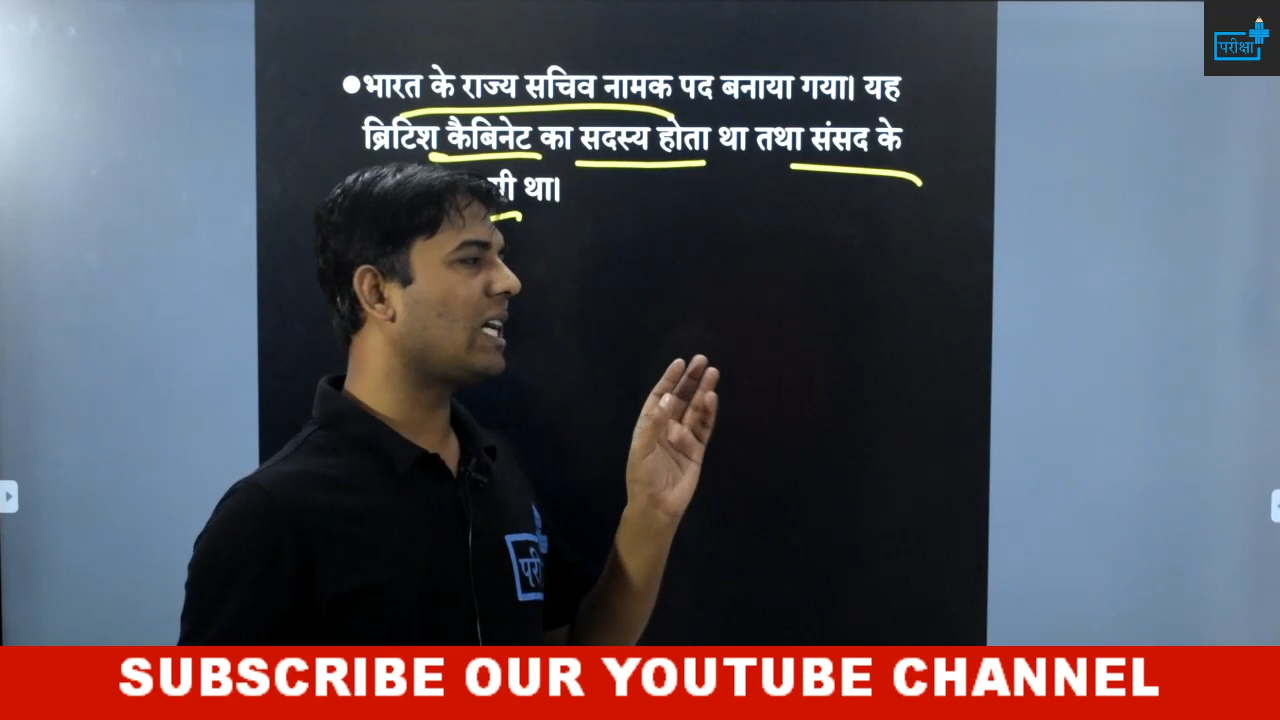 परीक्षा
●भारत के राज्य सचिव नामक पद बनाया गया। यह
ब्रिटिश कैबिनेट का सदस्य होता था तथा संसद के
था।
SUBSCRIBE OUR YOUTUBE CHANNEL